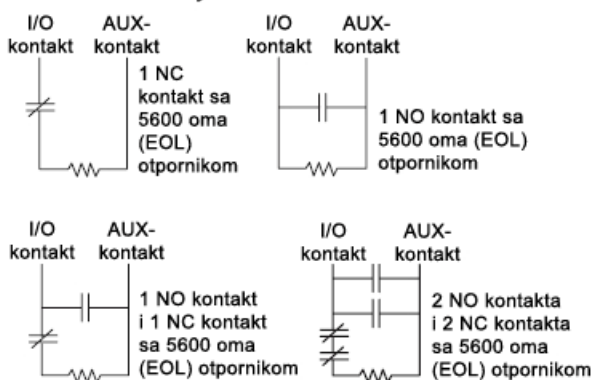 I/O
kontakt
AUX-
kontakt
1 NC
kontakt sa
5600 oma
(EOL)
otpornikom
I/O
kontakt
AUX-
kontakt
1 NO kontakt sa
5600 oma (EOL)
otpornikom
I/O
kontakt
AUX-
kontakt
1 NO kontakt
i 1 NC kontakt
sa 5600 oma
(EOL) otpornikom
I/O
kontakt
AUX-
kontakt
2 NO kontakta
i 2 NC kontakta
sa 5600 oma
(EOL) otpornikom